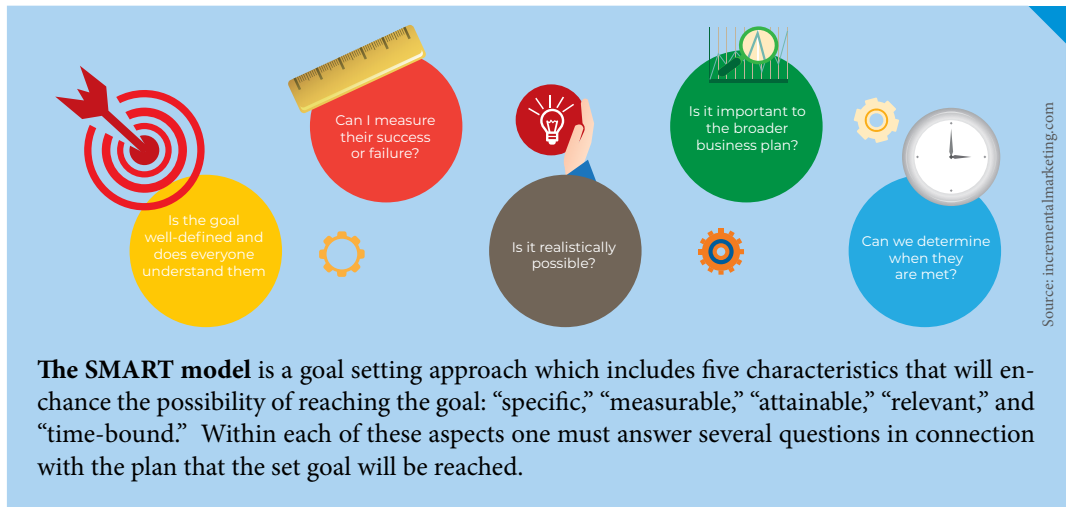 Can I measure
their success
or failure?
Is it important to
the broader
business plan?
Is the goal
well-defined and
does everyone
understand them
Is it realistically
possible?
Can we determine
when they
are met?
Source: incrementalmarketing.com
The SMART model is a goal setting approach which includes five characteristics that will en-
chance the possibility of reaching the goal: “specific,” “measurable,” “attainable,” “relevant,” and
“time-bound.” Within each of these aspects one must answer several questions in connection
with the plan that the set goal will be reached.